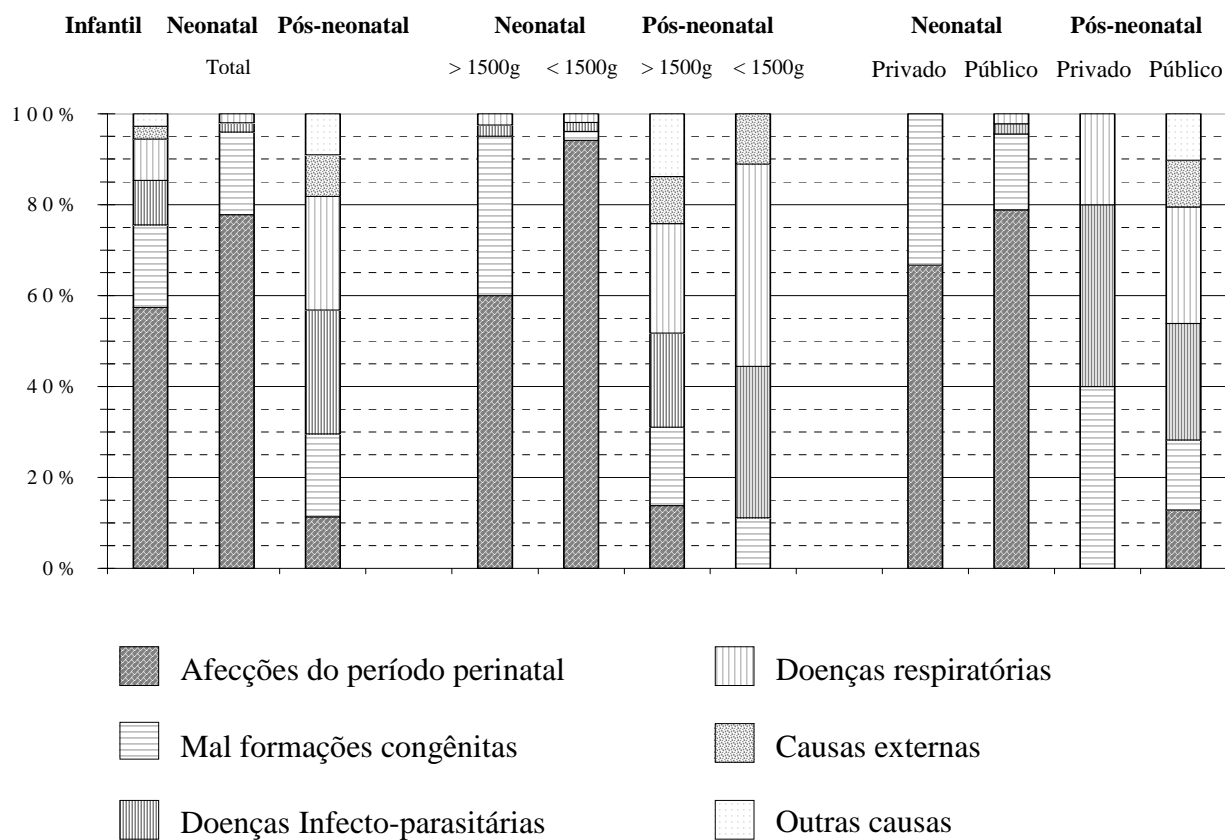 Infantil Neonatal Pós-neonatal Neonatal Pós-neonatal Neonatal Pós-neonatal
Total > 1500g < 1500g > 1500g < 1500g Privado Público Privado Público
100%
80%
60%
40%
20%
0%
Afecções do período perinatal Doenças respiratórias
Mal formações congênitas Causas externas
Doenças Infecto-parasitárias Outras causas